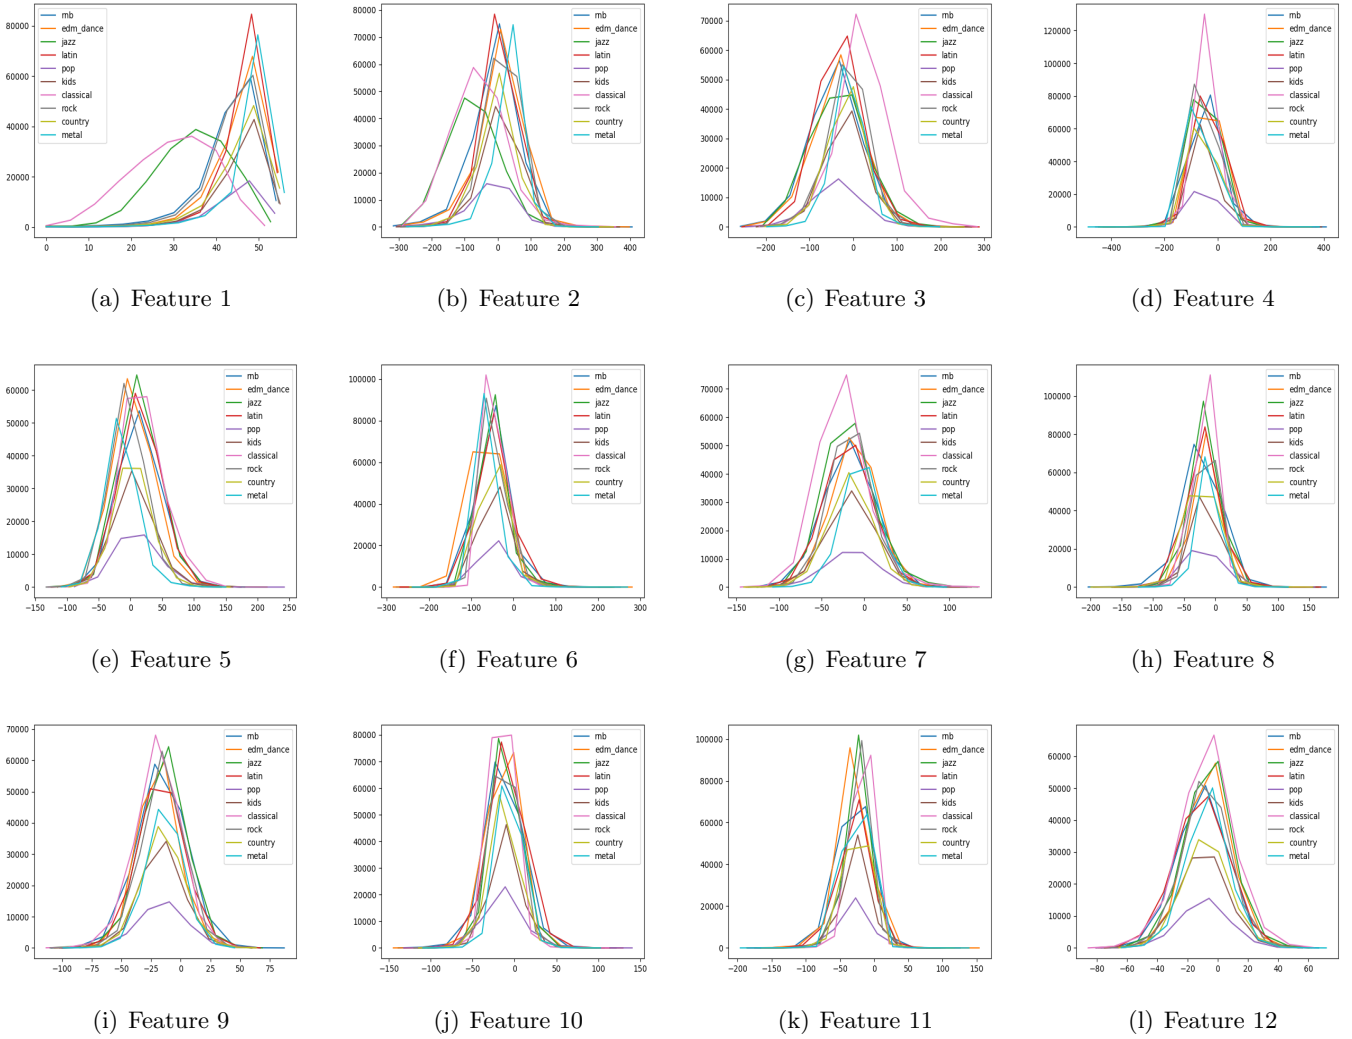 80000
70000
60000
50000
40000
30000
20000
10000
0
0
10
20
30
40
50
rnb
edm_dance
jazz
latin
pop
kids
classical
rock
country
metal
(a) Feature 1
80000
70000
60000
50000
40000
30000
20000
10000
0
−300
−200
−100
0
100
200
300
400
rnb
edm_dance
jazz
latin
pop
kids
classical
rock
country
metal
(b) Feature 2
70000
60000
50000
40000
30000
20000
10000
0
−200
−100
0
100
200
300
rnb
edm_dance
jazz
latin
pop
kids
classical
rock
country
metal
(c) Feature 3
120000
100000
80000
60000
40000
20000
0
−400
−200
0
200
400
rnb
edm_dance
jazz
latin
pop
kids
classical
rock
country
metal
(d) Feature 4
60000
50000
40000
30000
20000
10000
0
−150
−100
−50
0
50
100
150
200
250
rnb
edm_dance
jazz
latin
pop
kids
classical
rock
country
metal
(e) Feature 5
100000
80000
60000
40000
20000
0
−300
−200
−100
0
100
200
300
rnb
edm_dance
jazz
latin
pop
kids
classical
rock
country
metal
(f) Feature 6
70000
60000
50000
40000
30000
20000
10000
0
−150
−100
−50
0
50
100
rnb
edm_dance
jazz
latin
pop
kids
classical
rock
country
metal
(g) Feature 7
100000
80000
60000
40000
20000
0
−200
−150
−100
−50
0
50
100
150
rnb
edm_dance
jazz
latin
pop
kids
classical
rock
country
metal
(h) Feature 8
70000
60000
50000
40000
30000
20000
10000
0
−100
−75
−50
−25
0
25
50
75
rnb
edm_dance
jazz
latin
pop
kids
classical
rock
country
metal
(i) Feature 9
80000
70000
60000
50000
40000
30000
20000
10000
0
−150
−100
−50
0
50
100
150
rnb
edm_dance
jazz
latin
pop
kids
classical
rock
country
metal
(j) Feature 10
100000
80000
60000
40000
20000
0
−200
−150
−100
−50
0
50
100
150
rnb
edm_dance
jazz
latin
pop
kids
classical
rock
country
metal
(k) Feature 11
60000
50000
40000
30000
20000
10000
0
−80
−60
−40
−20
0
20
40
60
rnb
edm_dance
jazz
latin
pop
kids
classical
rock
country
metal
(l) Feature 12